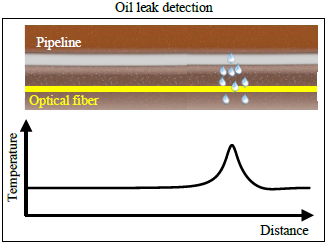 Oil leak detection
Pipeline
Optical fiber
Temperature
Distance